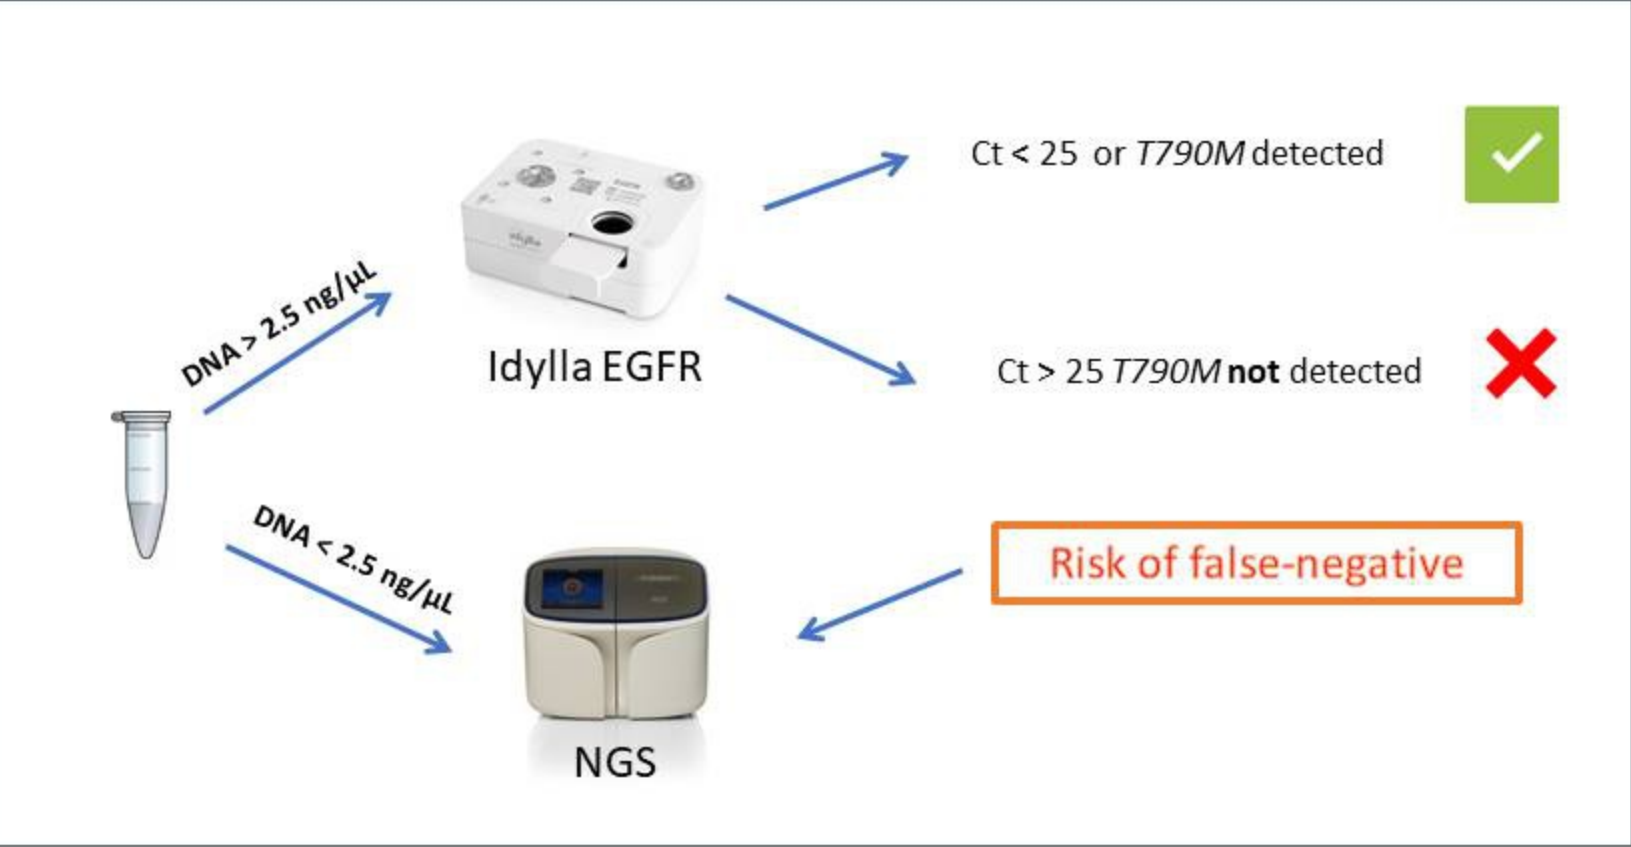 Ct < 25 or T790M detected
DNA > 2.5 ng/µL
Idylla EGFR
Ct > 25 T790M not detected
DNA < 2.5 ng/µL
Risk of false-negative
NGS